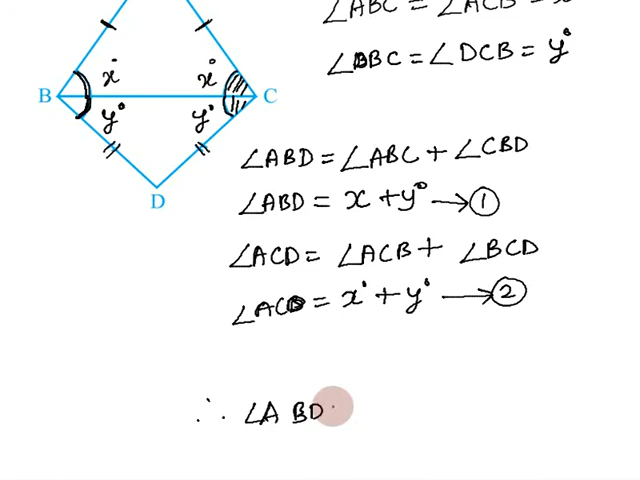 ∠ABC = ∠ACB = x°
∠DBC = ∠DCB = y°
x° x°
B C
y° y°
D
∠ABD = ∠ABC + ∠CBD
∠ABD = x + y° → ①
∠ACD = ∠ACB + ∠BCD
∠ACD = x° + y° → ②
∴ ∠ABD